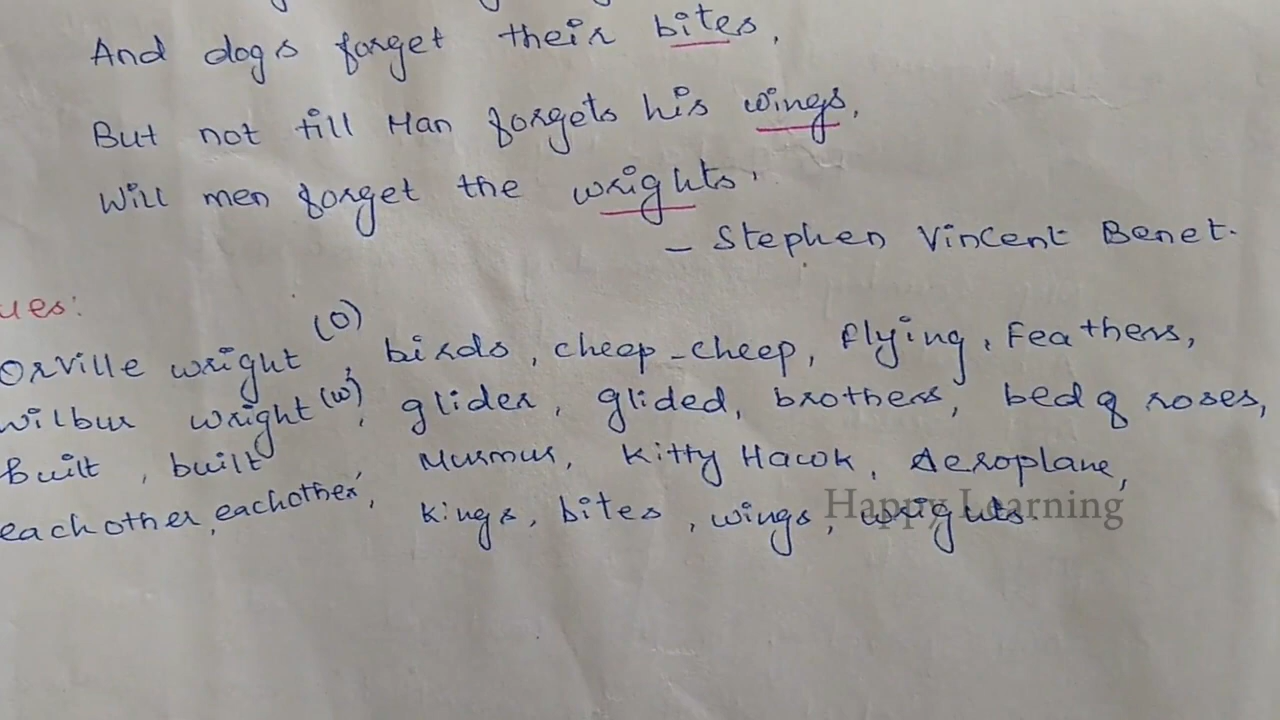 And dogs forget their bites,
But not till Man forgets his wings,
Will men forget the wrights.
- Stephen Vincent Benet.
ues:
Orville wright (O), birds, cheep-cheep, flying, Feathers,
wilbur wright (w), glider, glided, brothers, bed of roses,
Built, built, Murmur, Kitty Hawk, Aeroplane,
eachother, eachother, Kings, bites, wings, wrights.
Happy Learning